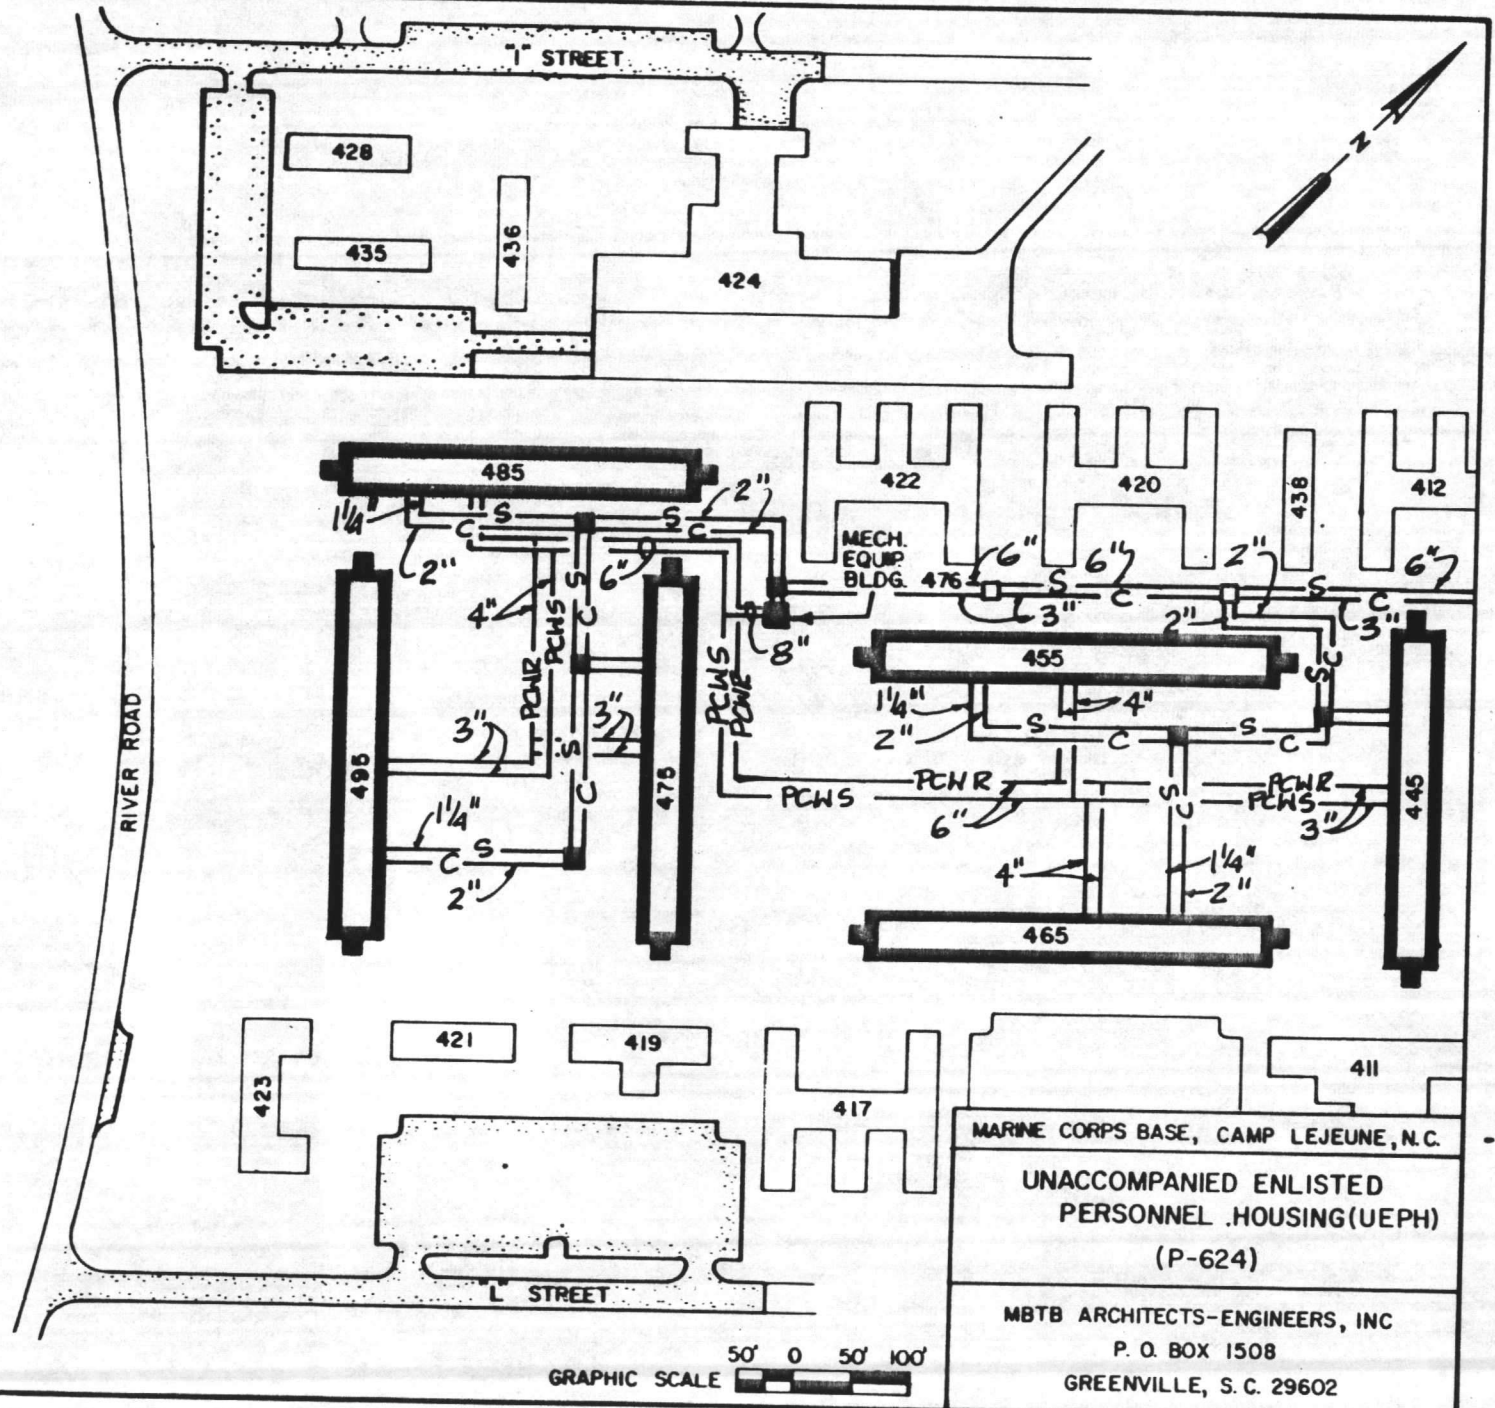 "I" STREET
N
428
435
436
424
RIVER ROAD
485
422
420
438
412
1¼"
S
C
2"
S
C
2"
MECH.
EQUIP.
BLDG. 476
6"
S
6"
C
3"
2"
S
6"
C
3"
2"
2"
4"
PCWS
PCWR
S
C
6"
8"
455
S
C
495
475
445
3"
3"
S
C
PCWS
PCWR
1¼"
2"
4"
S
C
S
C
PCWR
PCWS
6"
PCWR
PCWS
3"
S
C
1¼"
S
C
2"
4"
1¼"
2"
465
423
421
419
417
411
"L" STREET
GRAPHIC SCALE
50' 0 50' 100'
MARINE CORPS BASE, CAMP LEJEUNE, N.C.
UNACCOMPANIED ENLISTED
PERSONNEL .HOUSING(UEPH)
(P-624)
MBTB ARCHITECTS-ENGINEERS, INC
P. O. BOX 1508
GREENVILLE, S. C. 29602